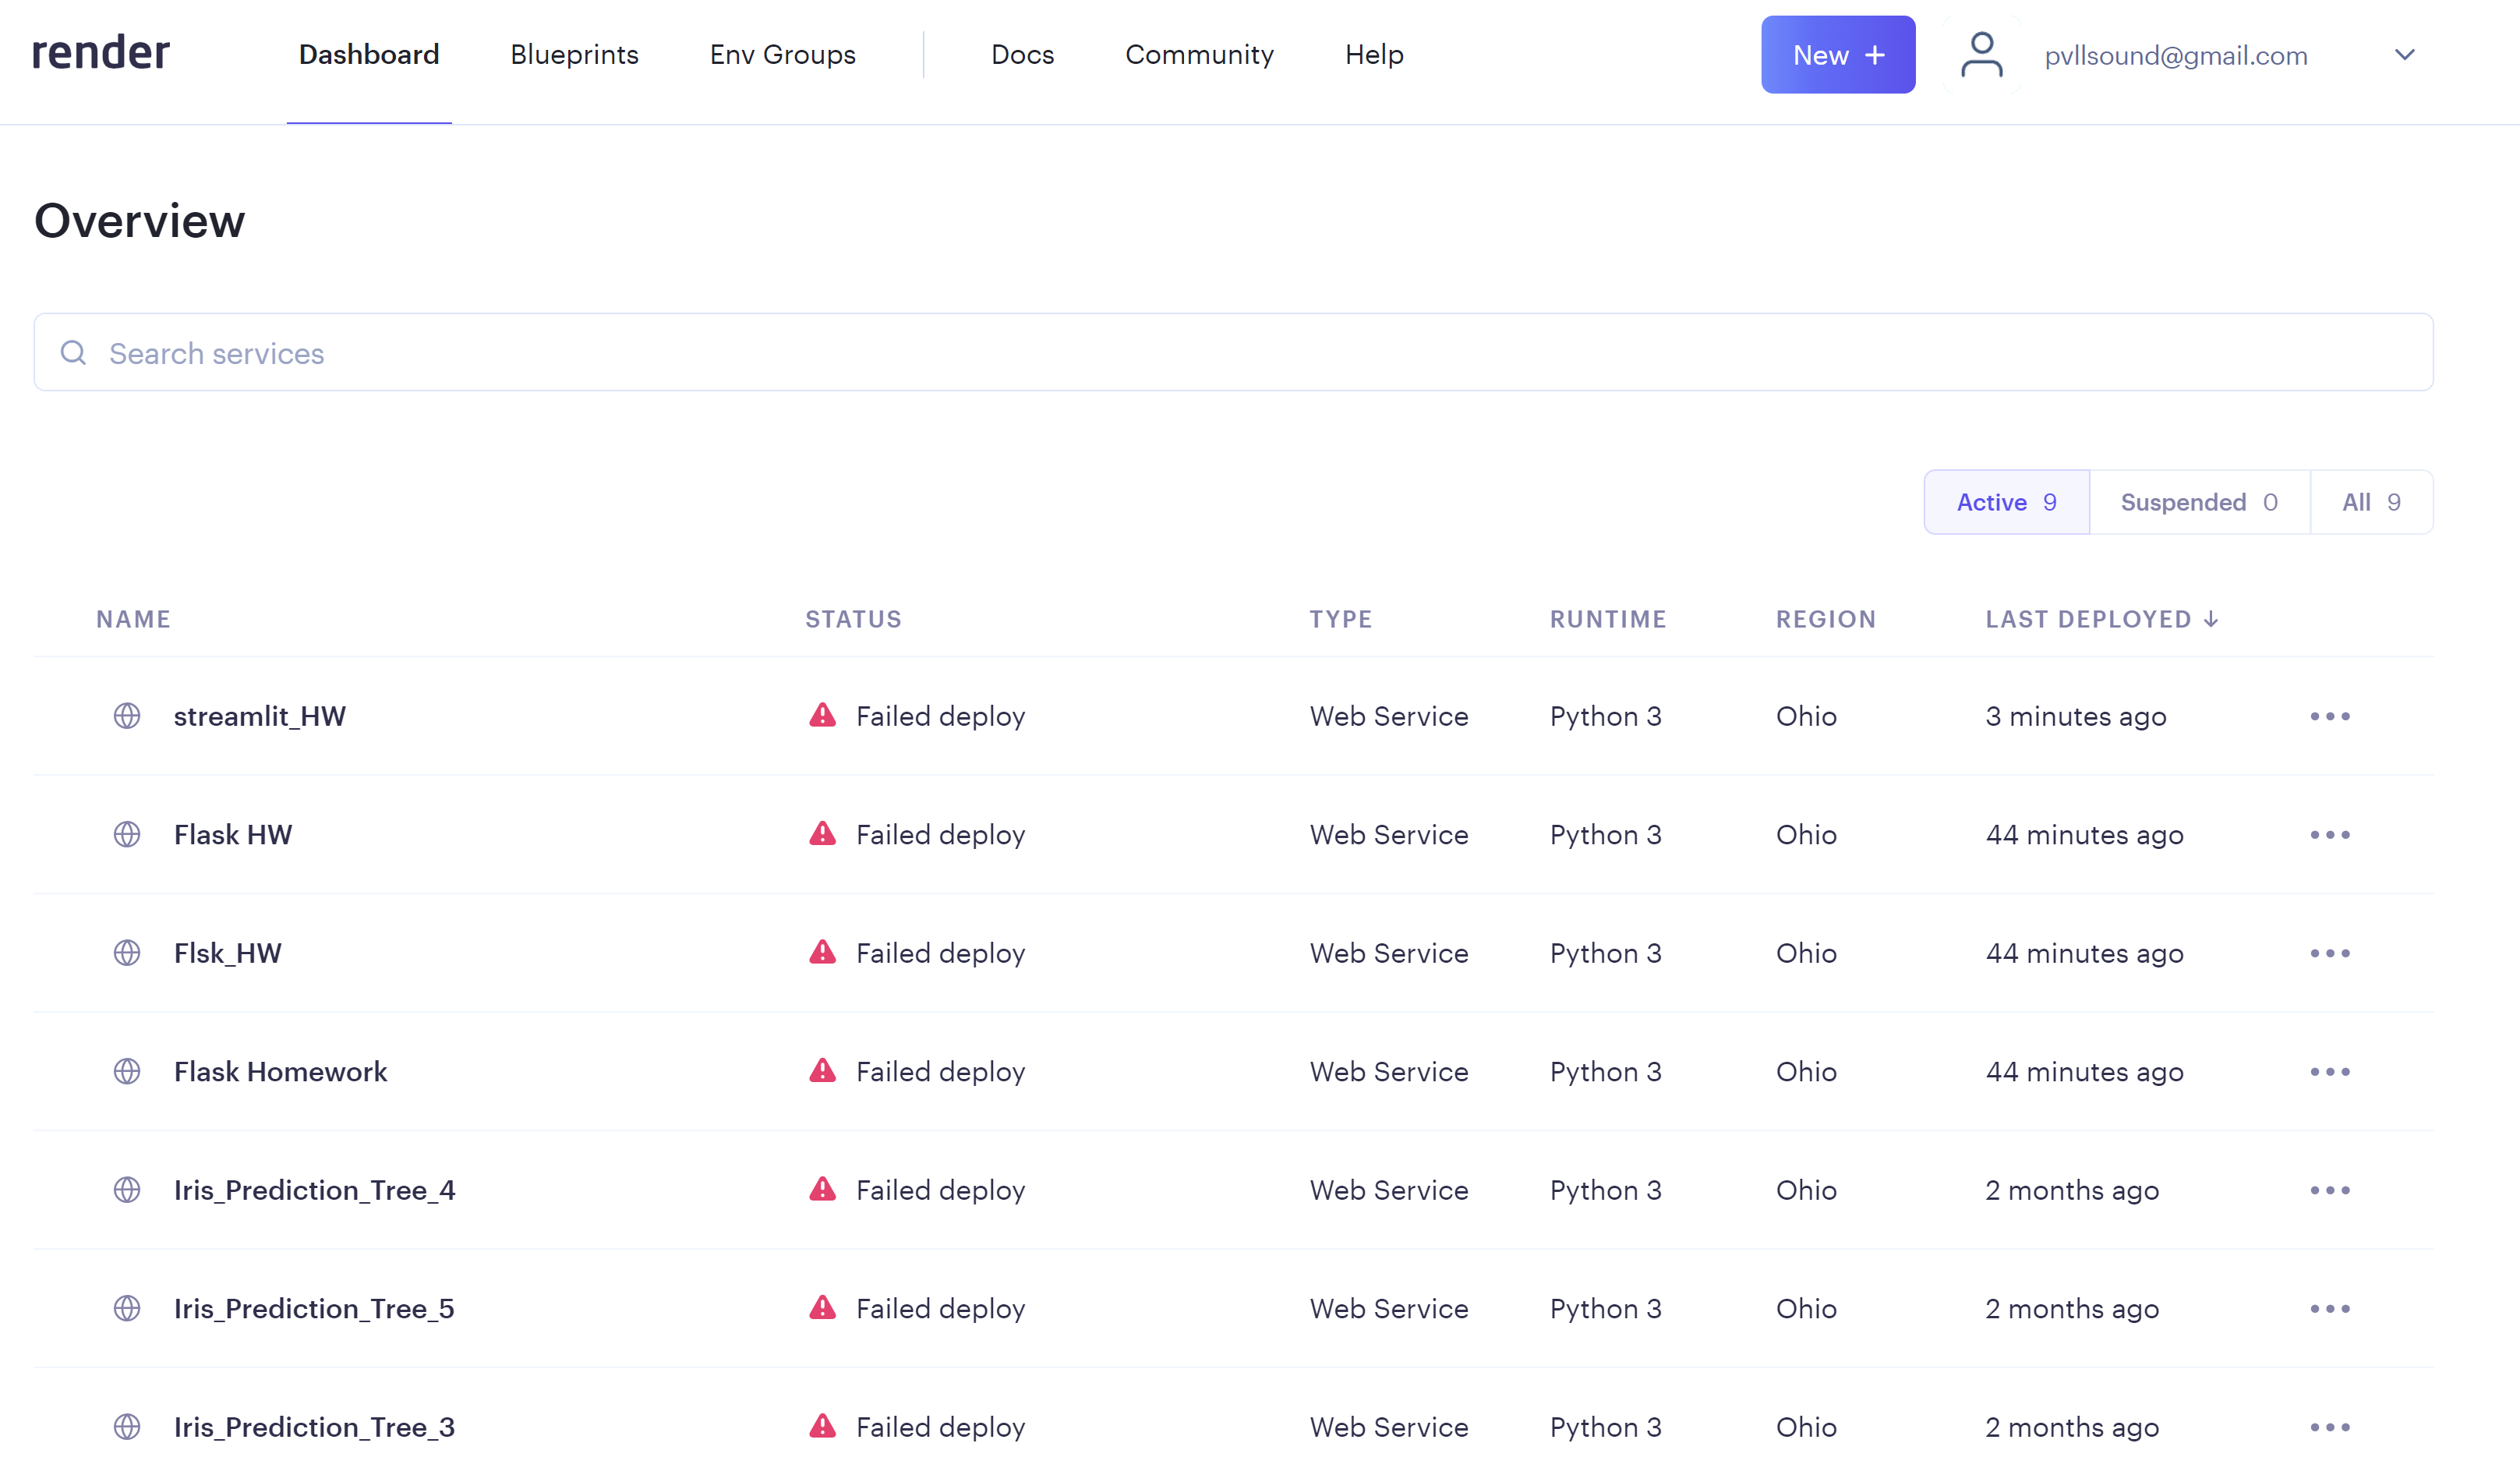 render Dashboard Blueprints Env Groups Docs Community Help New + pvllsound@gmail.com
Overview
Search services
Active 9 Suspended 0 All 9
NAME STATUS TYPE RUNTIME REGION LAST DEPLOYED ↓
streamlit_HW Failed deploy Web Service Python 3 Ohio 3 minutes ago
Flask HW Failed deploy Web Service Python 3 Ohio 44 minutes ago
Flsk_HW Failed deploy Web Service Python 3 Ohio 44 minutes ago
Flask Homework Failed deploy Web Service Python 3 Ohio 44 minutes ago
Iris_Prediction_Tree_4 Failed deploy Web Service Python 3 Ohio 2 months ago
Iris_Prediction_Tree_5 Failed deploy Web Service Python 3 Ohio 2 months ago
Iris_Prediction_Tree_3 Failed deploy Web Service Python 3 Ohio 2 months ago